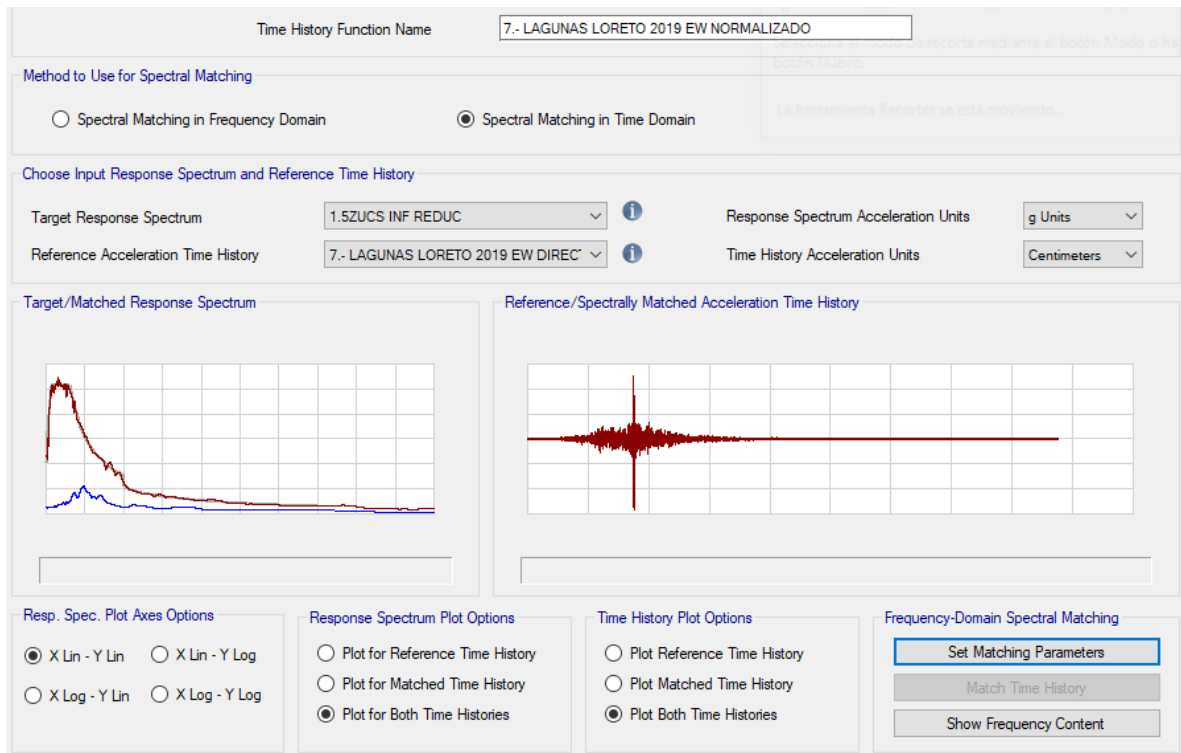 Time History Function Name 7.- LAGUNAS LORETO 2019 EW NORMALIZADO
Selecciona el modo de recorte mediante el botón Modo o ha
botón Nuevo.
Method to Use for Spectral Matching
La herramienta Recortes se está moviendo...
Spectral Matching in Frequency Domain Spectral Matching in Time Domain
Choose Input Response Spectrum and Reference Time History
Target Response Spectrum 1.5ZUCS INF REDUC Response Spectrum Acceleration Units g Units
Reference Acceleration Time History 7.- LAGUNAS LORETO 2019 EW DIREC Time History Acceleration Units Centimeters
Target/Matched Response Spectrum Reference/Spectrally Matched Acceleration Time History
Resp. Spec. Plot Axes Options Response Spectrum Plot Options Time History Plot Options Frequency-Domain Spectral Matching
X Lin - Y Lin X Lin - Y Log Plot for Reference Time History Plot Reference Time History Set Matching Parameters
X Log - Y Lin X Log - Y Log Plot for Matched Time History Plot Matched Time History Match Time History
Plot for Both Time Histories Plot Both Time Histories Show Frequency Content